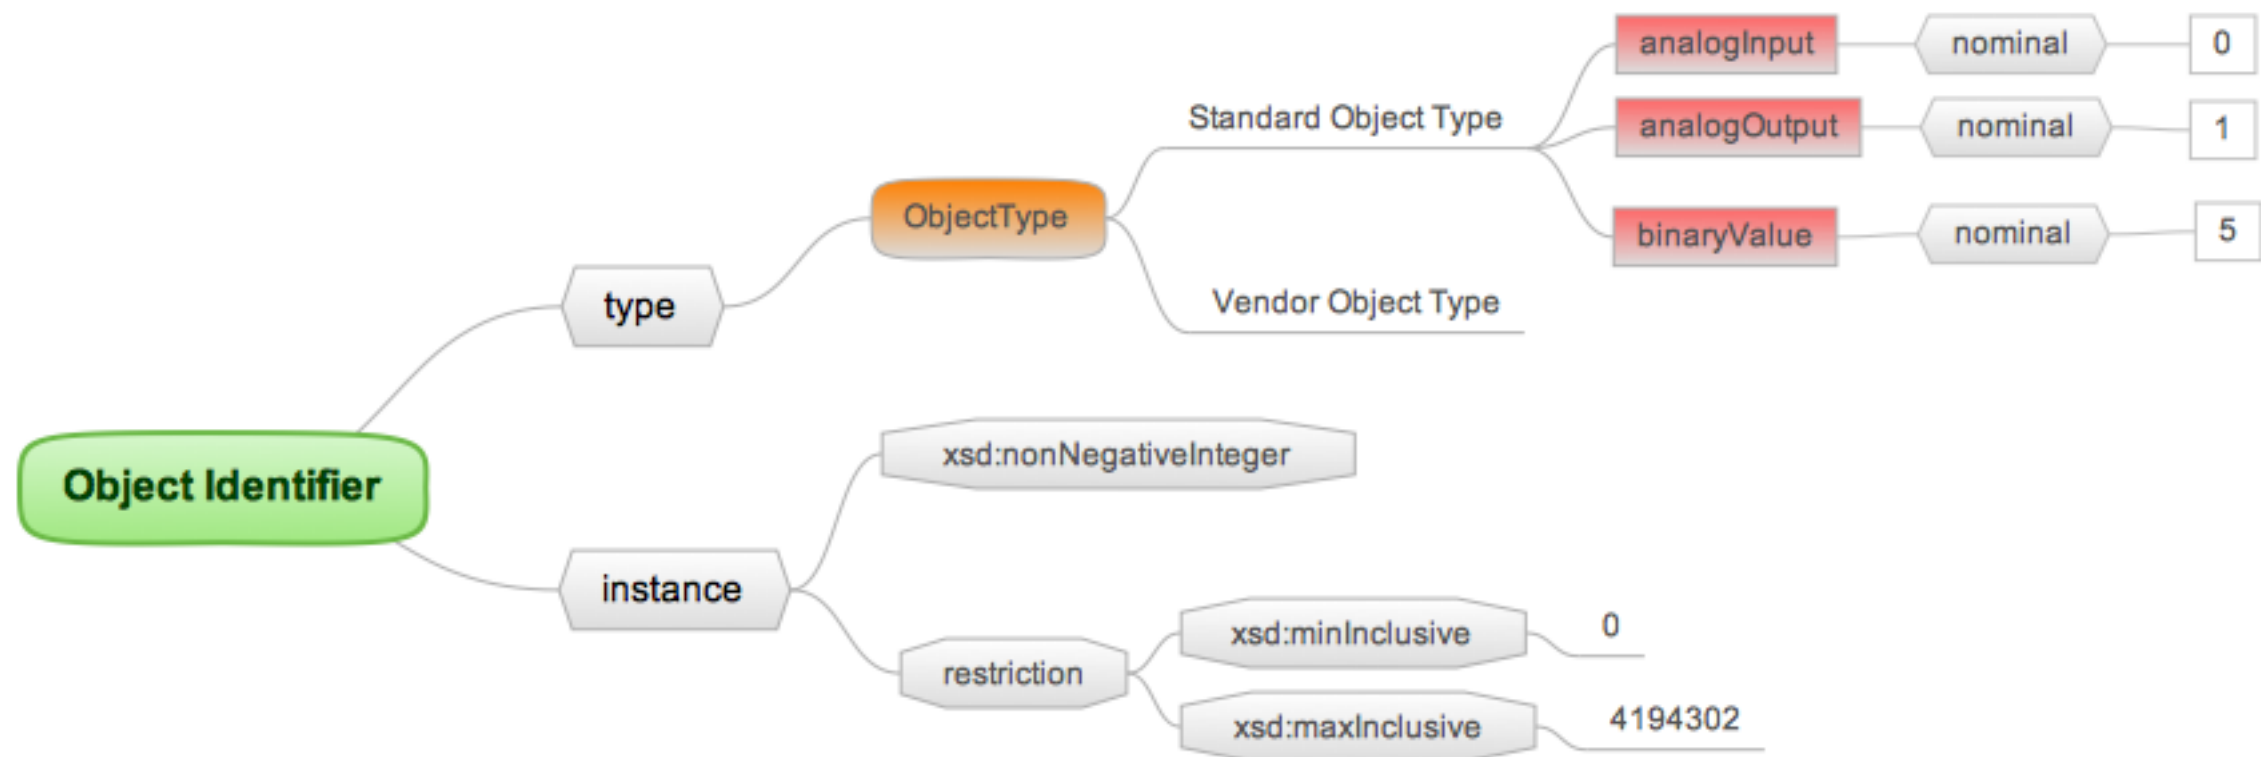 analogInput
nominal
0
Standard Object Type
analogOutput
nominal
1
ObjectType
binaryValue
nominal
5
type
Vendor Object Type
Object Identifier
xsd:nonNegativeInteger
instance
restriction
xsd:minInclusive
0
xsd:maxInclusive
4194302